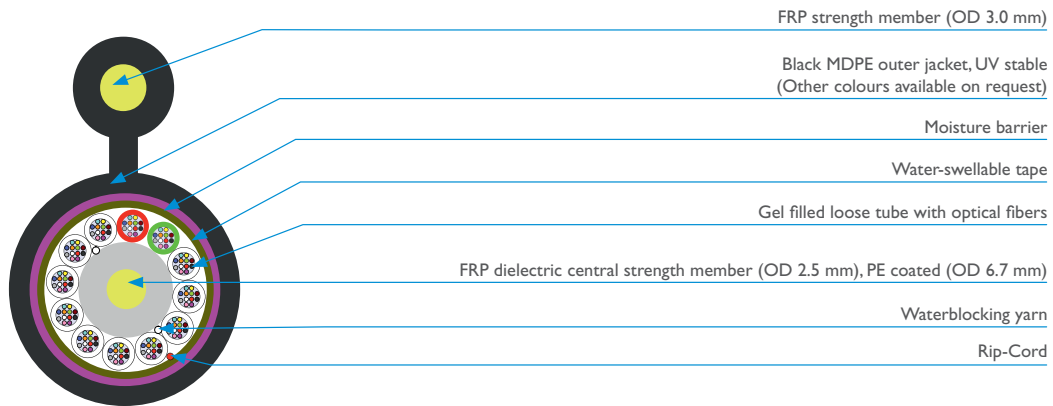 FRP strength member (OD 3.0 mm)
Black MDPE outer jacket, UV stable
(Other colours available on request)
Moisture barrier
Water-swellable tape
Gel filled loose tube with optical fibers
FRP dielectric central strength member (OD 2.5 mm), PE coated (OD 6.7 mm)
Waterblocking yarn
Rip-Cord